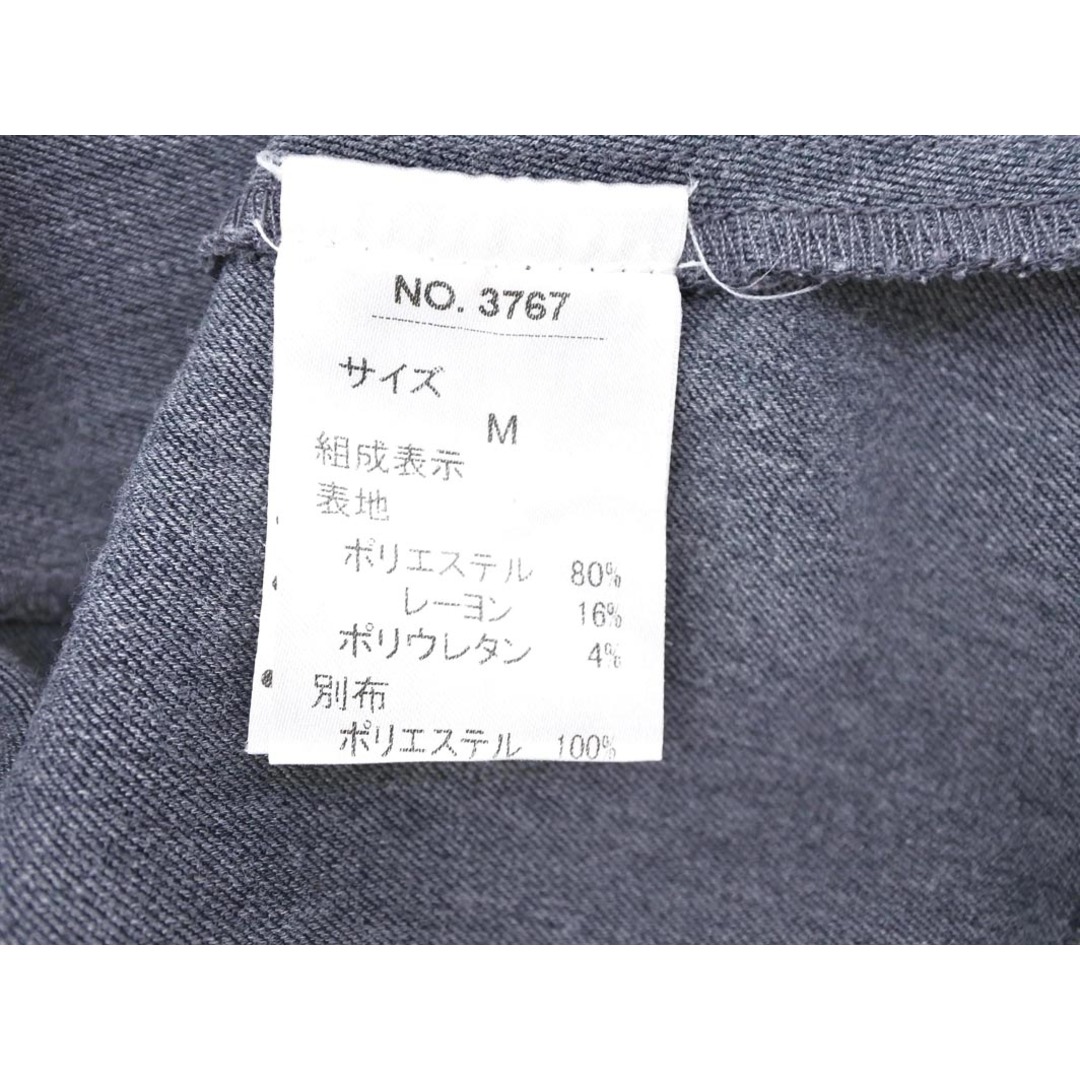 NO. 3767
サイズ
M
組成表示
表地
ポリエステル 80%
レーヨン 16%
ポリウレタン 4%
別布
ポリエステル 100%